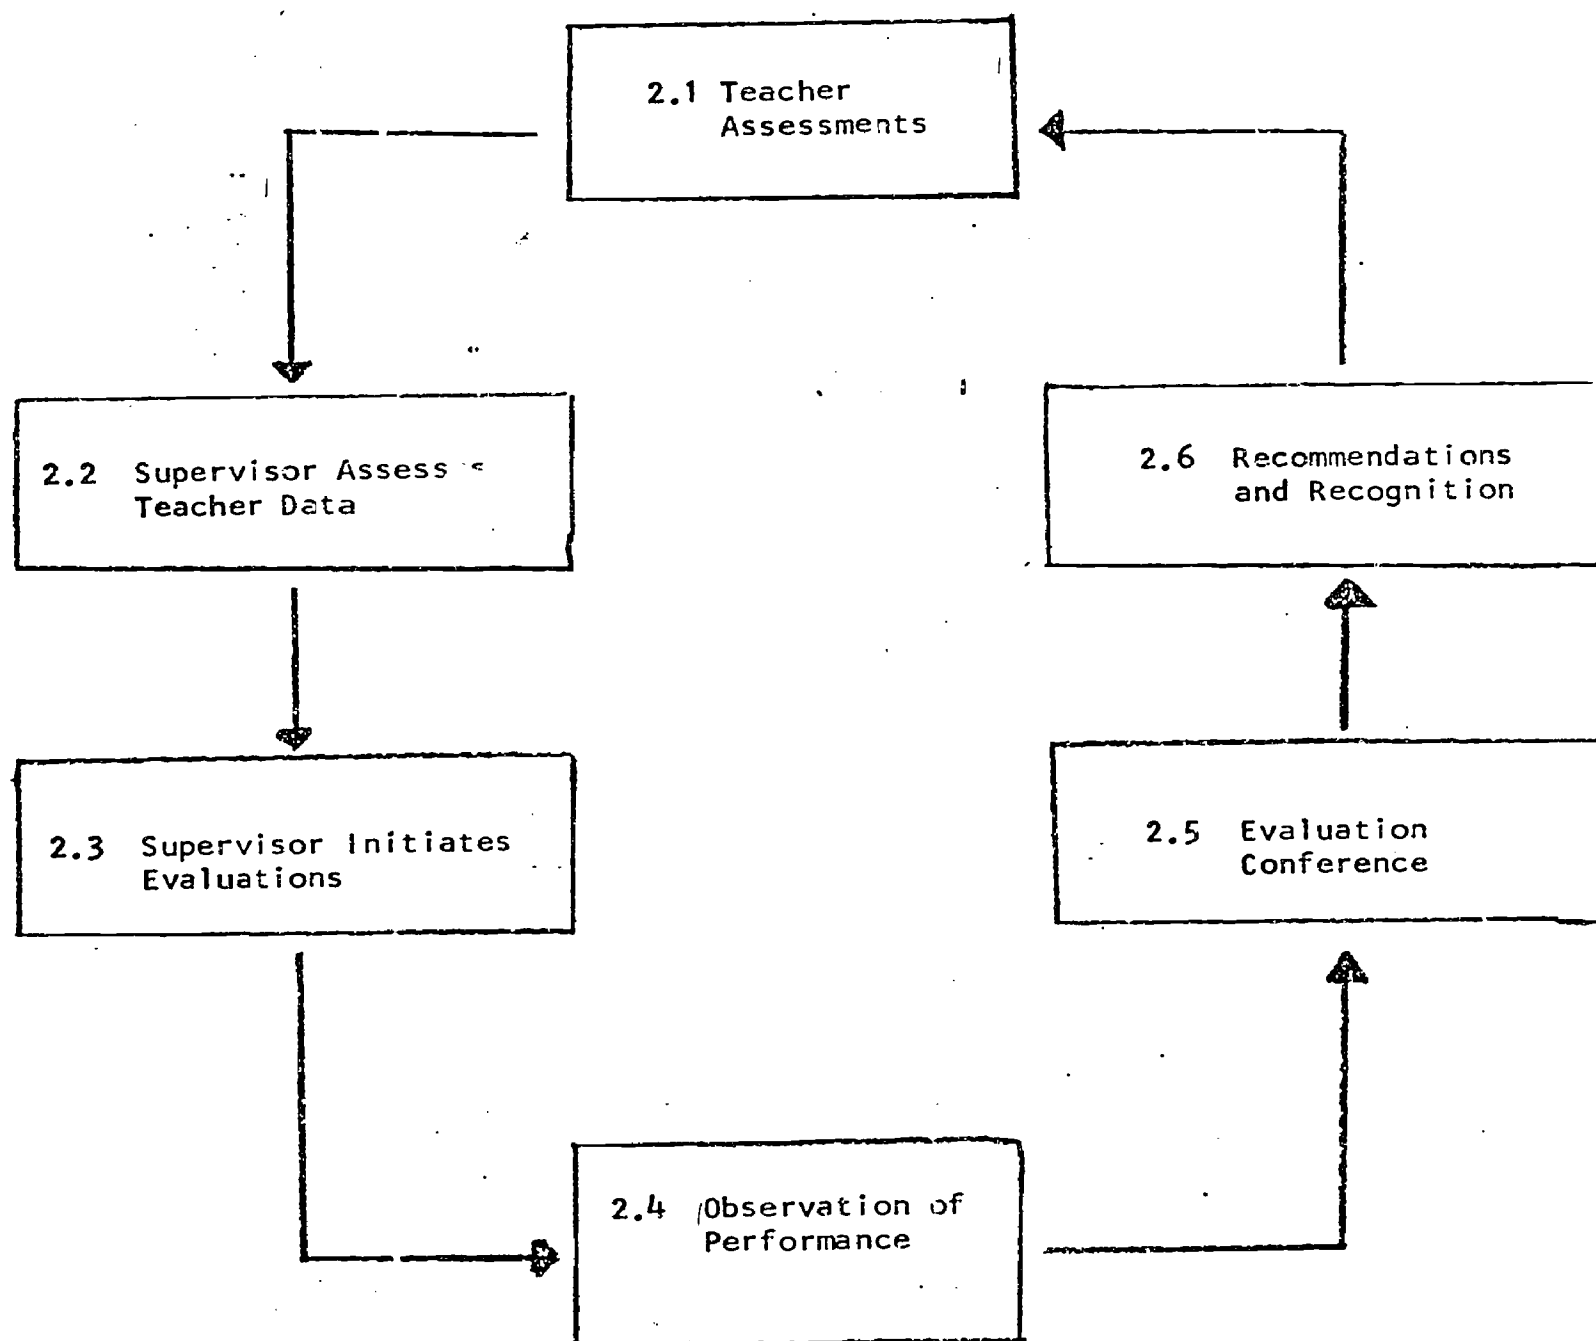 2.1 Teacher
Assessments
2.2 Supervisor Assess
Teacher Data
2.3 Supervisor Initiates
Evaluations
2.4 Observation of
Performance
2.5 Evaluation
Conference
2.6 Recommendations
and Recognition